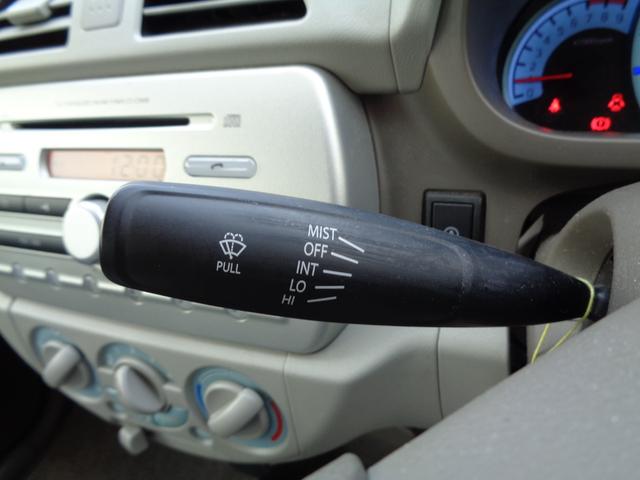 12:00
MIST
OFF
INT
LO
HI
PULL